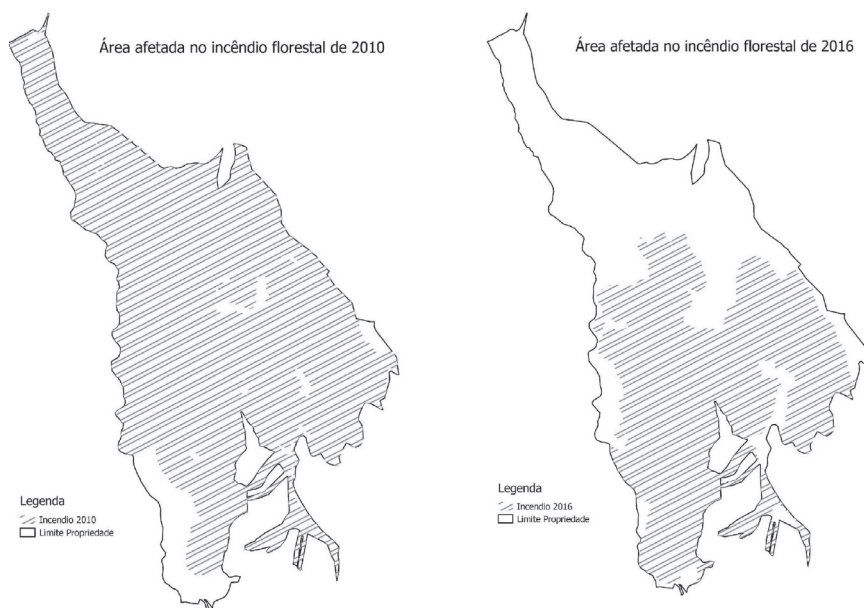 Área afetada no incêndio florestal de 2010
Legenda
Incendio 2010
Limite Propriedade
Área afetada no incêndio florestal de 2016
Legenda
Incendio 2016
Limite Propriedade